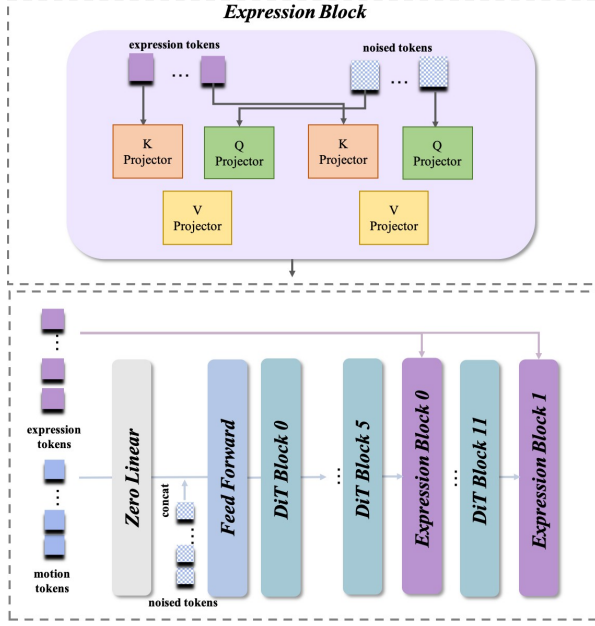 Expression Block
expression tokens
noised tokens
...
...
K
Projector
Q
Projector
K
Projector
Q
Projector
V
Projector
V
Projector
expression
tokens
motion
tokens
Zero Linear
concat
noised tokens
Feed Forward
DiT Block 0
DiT Block 5
Expression Block 0
DiT Block 11
Expression Block 1